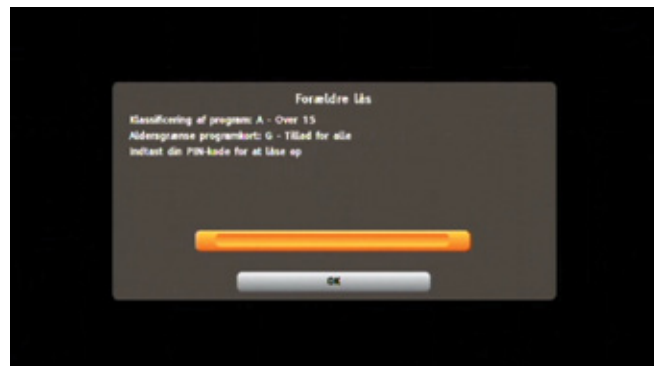 Forældre lås
Klassificering af program: A - Over 15
Aldersgrænse programkort: G - Tillad for alle
Indtast din PIN-kode for at låse op
OK